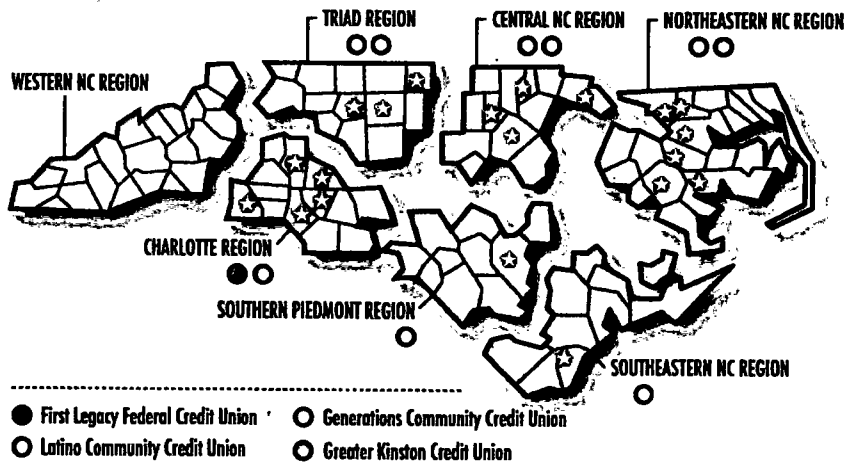 TRIAD REGION
CENTRAL NC REGION
NORTHEASTERN NC REGION
WESTERN NC REGION
CHARLOTTE REGION
SOUTHERN PIEDMONT REGION
SOUTHEASTERN NC REGION
First Legacy Federal Credit Union
Generations Community Credit Union
Latino Community Credit Union
Greater Kinston Credit Union